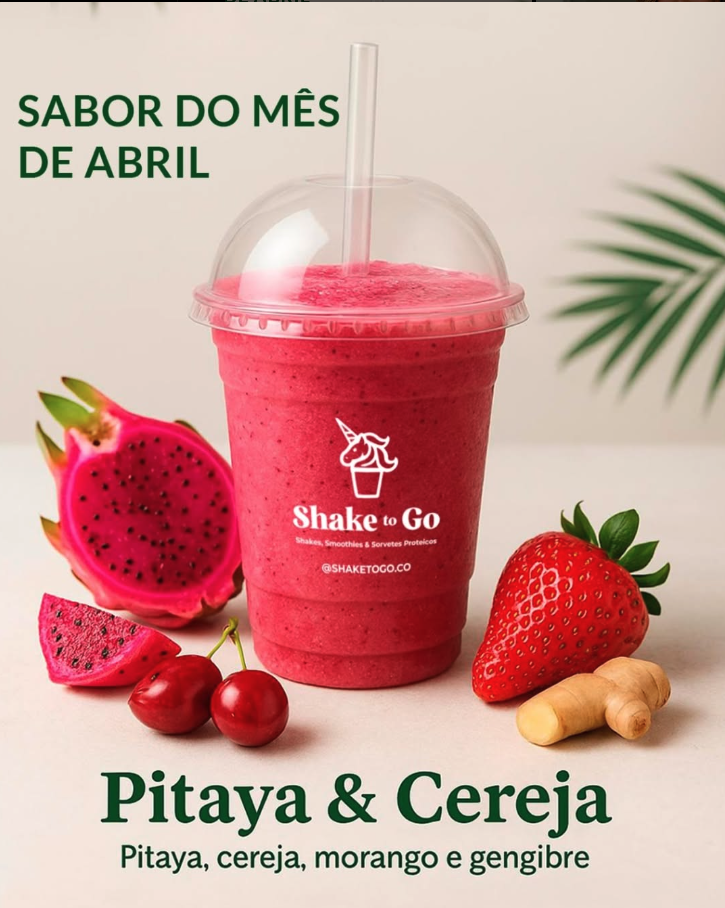 SABOR DO MÊS
DE ABRIL
Shake to Go
Shakes, Smoothies & Sorvetes Proteicos
@SHAKETOGO.CO
Pitaya & Cereja
Pitaya, cereja, morango e gengibre